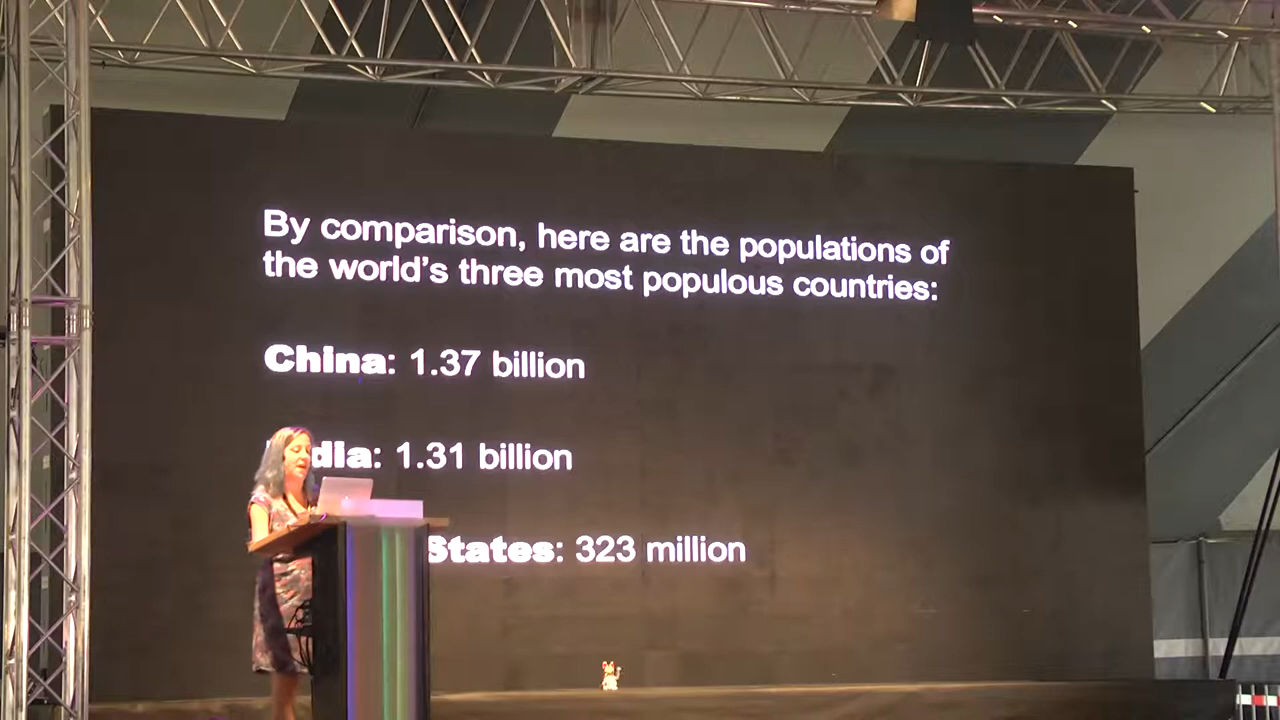 By comparison, here are the populations of
the world's three most populous countries:
China: 1.37 billion
dia: 1.31 billion
States: 323 million